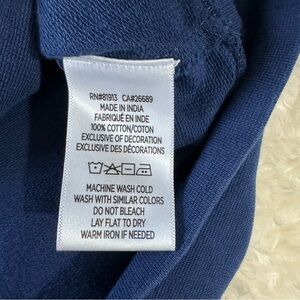 RN#81913 CA#26689
MADE IN INDIA
FABRIQUÉ EN INDE
100% COTTON/COTON
EXCLUSIVE OF DECORATION
EXCLUSIVE DES DÉCORATIONS
MACHINE WASH COLD
WASH WITH SIMILAR COLORS
DO NOT BLEACH
LAY FLAT TO DRY
WARM IRON IF NEEDED